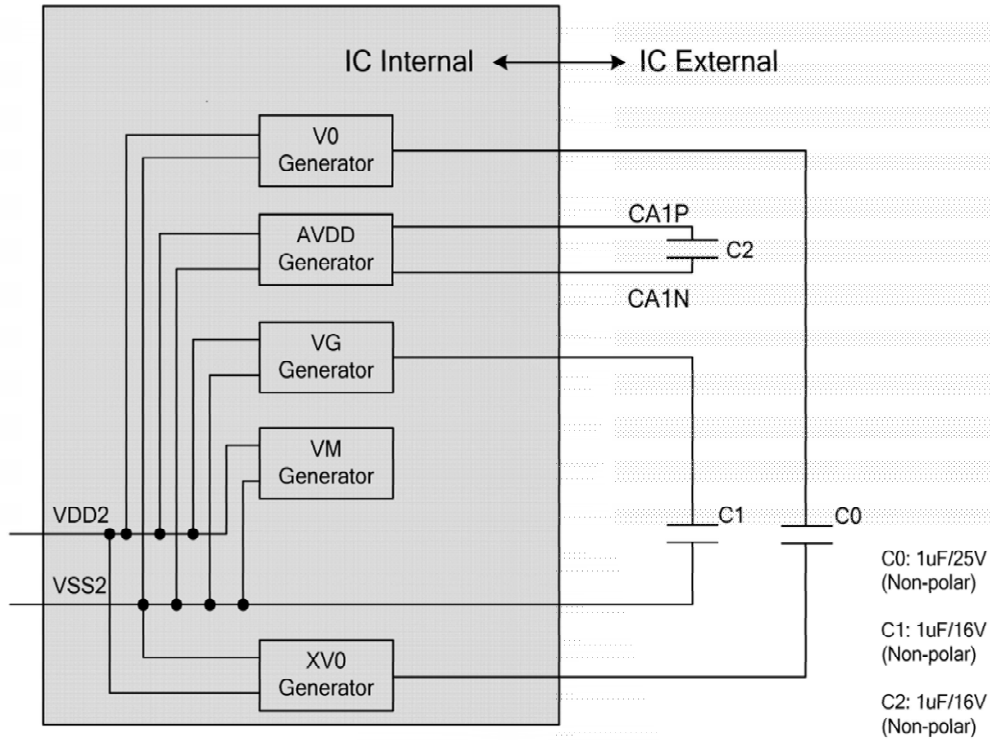 IC Internal
IC External
V0
Generator
CA1P
AVDD
Generator
C2
CA1N
VG
Generator
VM
Generator
VDD2
C1
C0
C0: 1uF/25V
(Non-polar)
VSS2
C1: 1uF/16V
(Non-polar)
XV0
Generator
C2: 1uF/16V
(Non-polar)